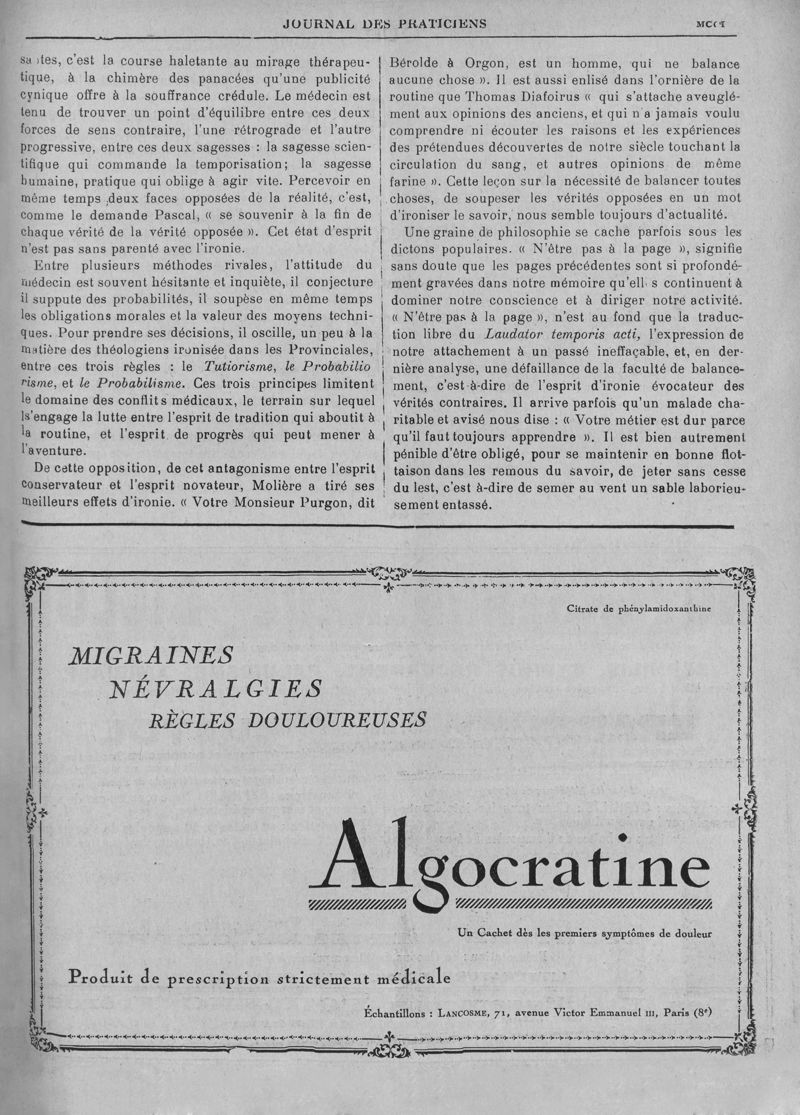 JOURNAL DES PRATICIENS
tes, c'est la course haletante au mirage thérapeu-
tique, à la chimère des panacées qu'une publicité
cynique offre à la souffrance crédule. Le médecin est
tenu de trouver un point d'équilibre entre ces deux
forces de sens contraire, l'une rétrograde et l'autre
progressive, entre ces deux sagesses : la sagesse scien-
tifique qui commande la temporisation; la sagesse
humaine, pratique qui oblige à agir vite. Percevoir en
même temps deux faces opposées de la réalité, c'est,
comme le demande Pascal, « se souvenir à la fin de
chaque vérité de la vérité opposée ». Cet état d'esprit
n'est pas sans parenté avec l'ironie.
Entre plusieurs méthodes rivales, l'attitude du
médecin est souvent hésitante et inquiète, il conjecture
il suppute des probabilités, il soupèse en même temps
les obligations morales et la valeur des moyens techni-
ques. Pour prendre ses décisions, il oscille, un peu à la
matière des théologiens ironisée dans les Provinciales,
entre ces trois règles : le Tutiorisme, le Probabilio
risme, et le Probabilisme. Ces trois principes limitent
le domaine des conflits médicaux, le terrain sur lequel
ls'engage la lutte entre l'esprit de tradition qui aboutit à
la routine, et l'esprit de progrès qui peut mener à
l'aventure.
De cette opposition, de cet antagonisme entre l'esprit
conservateur et l'esprit novateur, Molière a tiré ses
meilleurs effets d'ironie. « Votre Monsieur Purgon, dit
Bérolde à Orgon, est un homme, qui ne balance
aucune chose ». Il est aussi enlisé dans l'ornière de la
routine que Thomas Diafoirus « qui s'attache aveuglé-
ment aux opinions des anciens, et qui n'a jamais voulu
comprendre ni écouter les raisons et les expériences
des prétendues découvertes de notre siècle touchant la
circulation du sang, et autres opinions de même
farine ». Cette leçon sur la nécessité de balancer toutes
choses, de soupeser les vérités opposées en un mot
d'ironiser le savoir, nous semble toujours d'actualité.
Une graine de philosophie se cache parfois sous les
dictons populaires. « N'être pas à la page », signifie
sans doute que les pages précédentes sont si profondé-
ment gravées dans notre mémoire qu'ell s continuent à
dominer notre conscience et à diriger notre activité.
« N'être pas à la page », n'est au fond que la traduc-
tion libre du Laudator temporis acti, l'expression de
notre attachement à un passé ineffaçable, et, en der-
nière analyse, une défaillance de la faculté de balance-
ment, c'est-à-dire de l'esprit d'ironie évocateur des
vérités contraires. Il arrive parfois qu'un malade cha-
ritable et avisé nous dise : « Votre métier est dur parce
qu'il faut toujours apprendre ». Il est bien autrement
pénible d'être obligé, pour se maintenir en bonne flot-
taison dans les remous du savoir, de jeter sans cesse
du lest, c'est à-dire de semer au vent un sable laborieu-
sement entassé.
Citrate de phénylamidoxanthine
MIGRAINES
NÉVRALGIES
RÈGLES DOULOUREUSES
Algocratine
Un Cachet dès les premiers symptômes de douleur
Produit de prescription strictement médicale
Échantillons : LANCOSME, 71, avenue Victor Emmanuel III, Paris (8e)